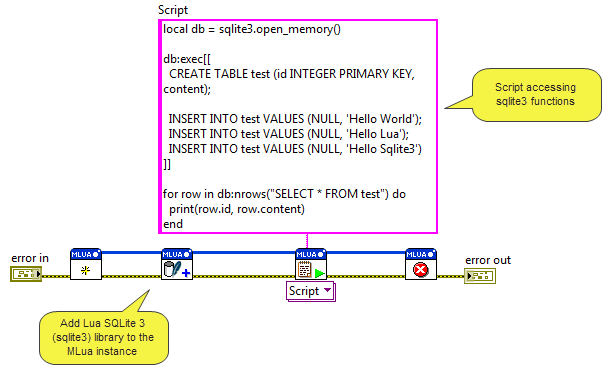 Script
local db = sqlite3.open_memory()
db:exec[[
CREATE TABLE test (id INTEGER PRIMARY KEY,
content);
INSERT INTO test VALUES (NULL, 'Hello World');
INSERT INTO test VALUES (NULL, 'Hello Lua');
INSERT INTO test VALUES (NULL, 'Hello Sqlite3')
]]
for row in db:nrows("SELECT * FROM test") do
print(row.id, row.content)
end
Script accessing
sqlite3 functions
error in
MLUA
MLUA
MLUA
MLUA
error out
Script
Add Lua SQLite 3
(sqlite3) library to the
MLua instance